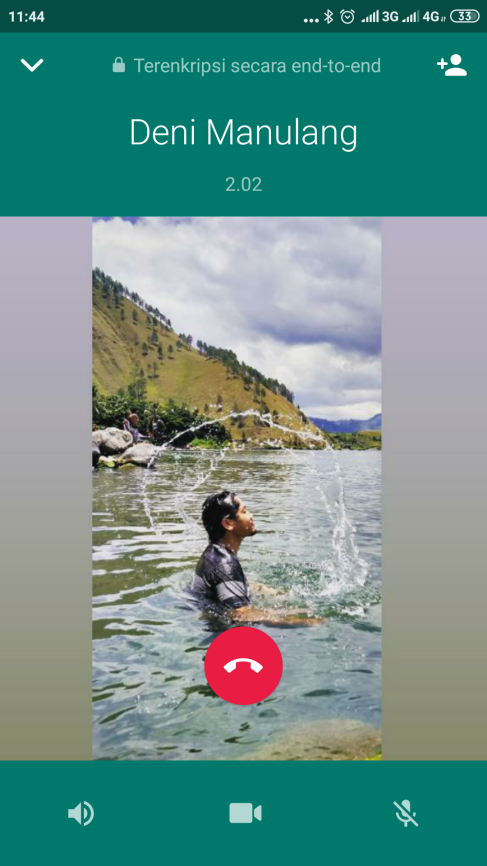 11:44
3G
4G
33
Terenkripsi secara end-to-end
Deni Manulang
2.02